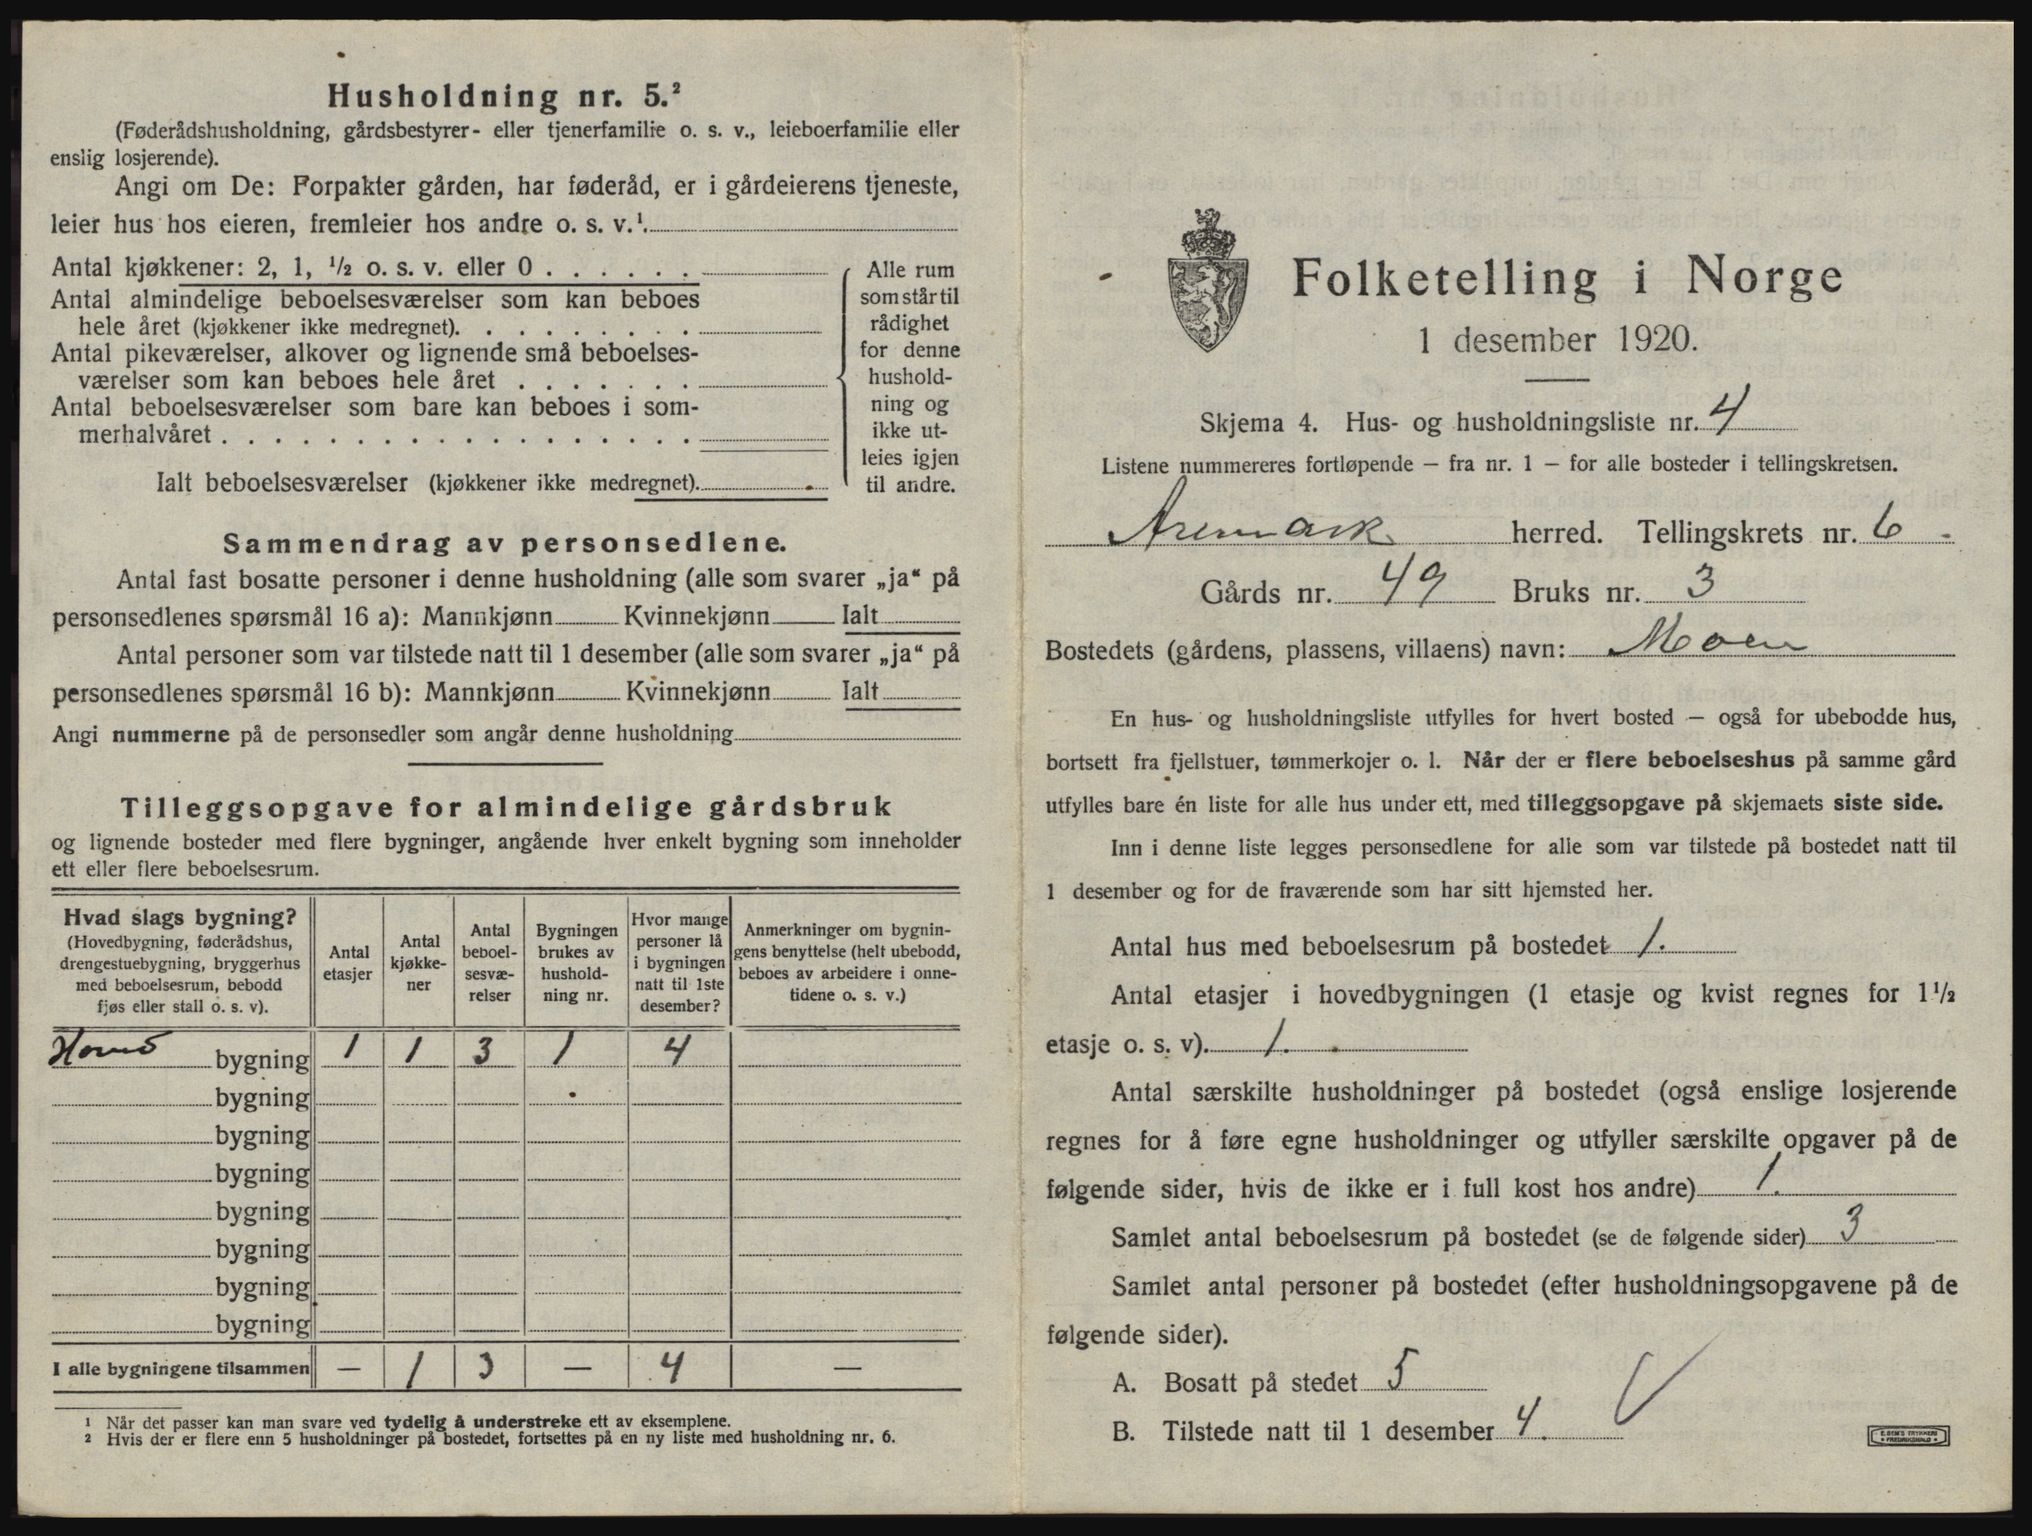 Husholdning nr. 5.²
(Føderådshusholdning, gårdsbestyrer- eller tjenerfamilie o. s. v., leieboerfamilie eller
enslig losjerende).
Angi om De: Forpakter gården, har føderåd, er i gårdeierens tjeneste,
leier hus hos eieren, fremleier hos andre o. s. v.¹.
Antal kjøkkener: 2, 1, ½ o. s. v. eller 0 . . . . . .
Antal almindelige beboelsesværelser som kan beboes
hele året (kjøkkener ikke medregnet). . . . . . . . .
Antal pikeværelser, alkover og lignende små beboelses-
værelser som kan beboes hele året . . . . . . .
Antal beboelsesværelser som bare kan beboes i som-
merhalvåret . . . . . . . . . . . . . . . . . .
Ialt beboelsesværelser (kjøkkener ikke medregnet).
Alle rum
som står til
rådighet
for denne
hushold-
ning og
ikke ut-
leies igjen
til andre.
Sammendrag av personsedlene.
Antal fast bosatte personer i denne husholdning (alle som svarer „ja“ på
personsedlenes spørsmål 16 a): Mannkjønn Kvinnekjønn Ialt
Antal personer som var tilstede natt til 1 desember (alle som svarer „ja“ på
personsedlenes spørsmål 16 b): Mannkjønn Kvinnekjønn Ialt
Angi nummerne på de personsedler som angår denne husholdning
Tilleggsopgave for almindelige gårdsbruk
og lignende bosteder med flere bygninger, angående hver enkelt bygning som inneholder
ett eller flere beboelsesrum.
Hvad slags bygning?
(Hovedbygning, føderådshus,
drengestuebygning, bryggerhus
med beboelsesrum, bebodd
fjøs eller stall o. s. v).
Antal
etasjer
Antal
kjøkke-
ner
Antal
beboel-
sesvæ-
relser
Bygningen
brukes av
hushold-
ning nr.
Hvor mange
personer lå
i bygningen
natt til 1ste
desember?
Anmerkninger om bygnin-
gens benyttelse (helt ubebodd,
beboes av arbeidere i onne-
tidene o. s. v.)
bygning 1 1 3 1 4
bygning
bygning
bygning
bygning
bygning
bygning
bygning
I alle bygningene tilsammen — 1 3 — 4 —
¹ Når det passer kan man svare ved tydelig å understreke ett av eksemplene.
² Hvis der er flere enn 5 husholdninger på bostedet, fortsettes på en ny liste med husholdning nr. 6.
Folketelling i Norge
1 desember 1920.
Skjema 4. Hus- og husholdningsliste nr. 4
Listene nummereres fortløpende — fra nr. 1 — for alle bosteder i tellingskretsen.
Aremark herred. Tellingskrets nr. 6.
Gårds nr. 49 Bruks nr. 3
Bostedets (gårdens, plassens, villaens) navn: Moen
En hus- og husholdningsliste utfylles for hvert bosted — også for ubebodde hus,
bortsett fra fjellstuer, tømmerkojer o. l. Når der er flere beboelseshus på samme gård
utfylles bare én liste for alle hus under ett, med tilleggsopgave på skjemaets siste side.
Inn i denne liste legges personsedlene for alle som var tilstede på bostedet natt til
1 desember og for de fraværende som har sitt hjemsted her.
Antal hus med beboelsesrum på bostedet 1.
Antal etasjer i hovedbygningen (1 etasje og kvist regnes for 1½
etasje o. s. v). 1.
Antal særskilte husholdninger på bostedet (også enslige losjerende
regnes for å føre egne husholdninger og utfyller særskilte opgaver på de
følgende sider, hvis de ikke er i full kost hos andre) 1.
Samlet antal beboelsesrum på bostedet (se de følgende sider) 3
Samlet antal personer på bostedet (efter husholdningsopgavene på de
følgende sider).
A. Bosatt på stedet 5
B. Tilstede natt til 1 desember 4.